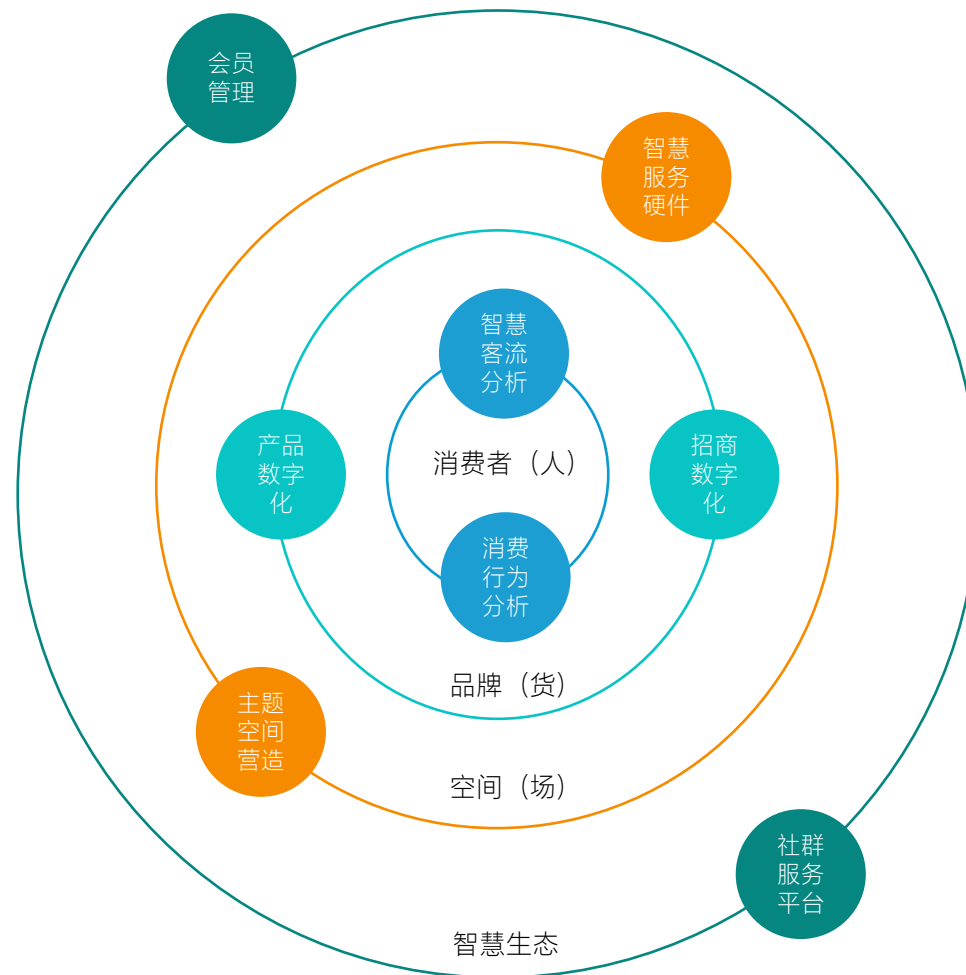 会员
管理
智慧
服务
硬件
智慧
客流
分析
产品
数字
化
消费者（人）
招商
数字
化
消费
行为
分析
品牌（货）
主题
空间
营造
空间（场）
社群
服务
平台
智慧生态